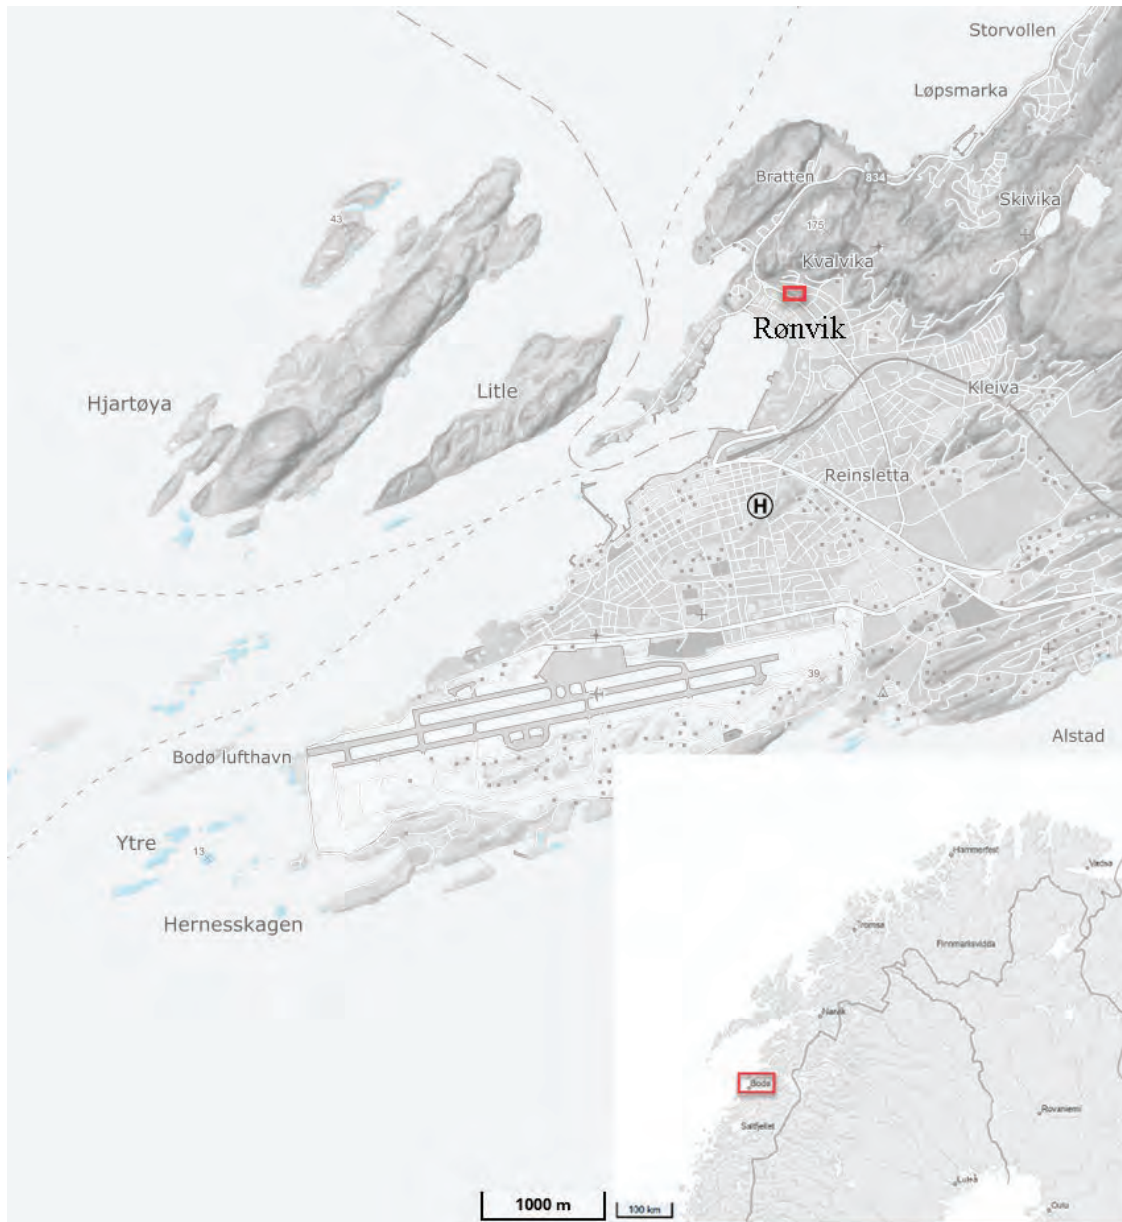 Storvollen
Løpsmarka
Bratten
834
Skivika
43
175
Kvalvika
Rønvik
Hjartøya
Litle
Kleiva
Reinsletta
H
39
Bodø lufthavn
Alstad
Ytre
13
Hernesskagen
Hammerfest
Vadsø
Tromsø
Finnmarksvidda
Narvik
Bodø
Rovaniemi
Saltfjellet
Luleå
Oulu
1000 m
100 km